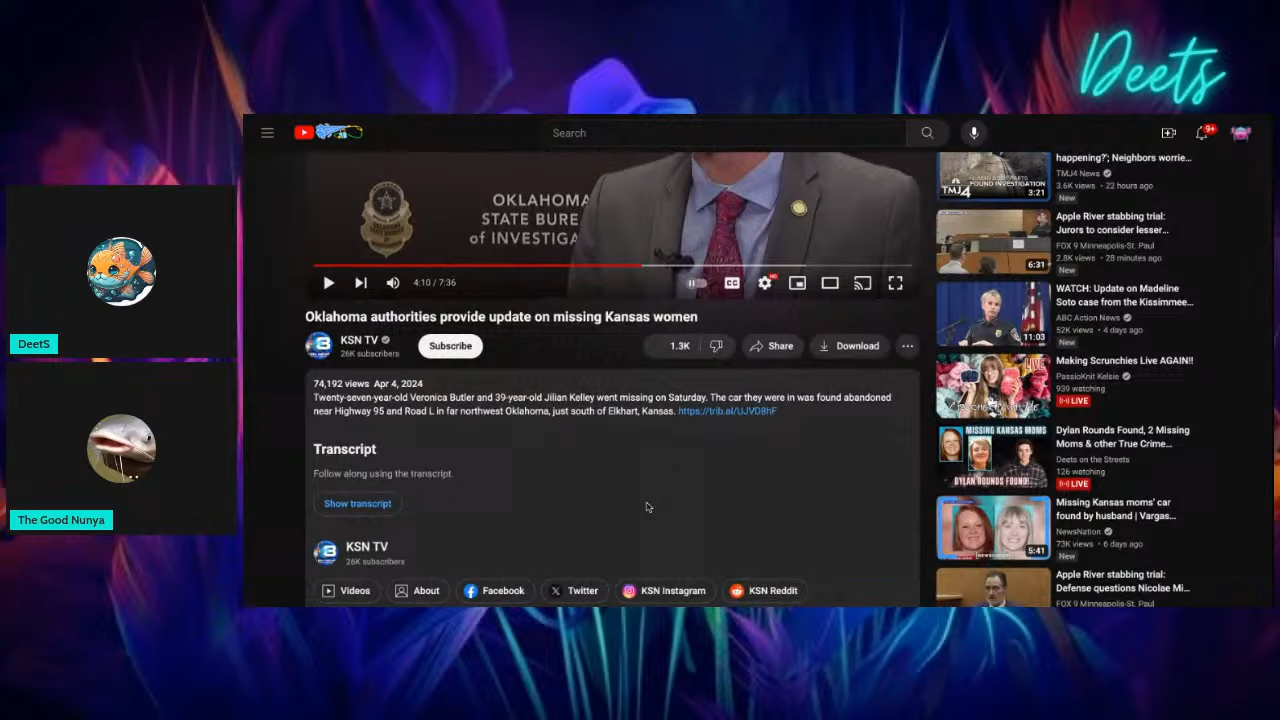 Deets
Search
9+
OKLAHOMA
STATE BURE
of INVESTIGA
4:10 / 7:36
Oklahoma authorities provide update on missing Kansas women
KSN TV
26K subscribers
Subscribe
1.3K
Share
Download
74,192 views Apr 4, 2024
Twenty-seven-year-old Veronica Butler and 39-year-old Jilian Kelley went missing on Saturday. The car they were in was found abandoned
near Highway 95 and Road L in far northwest Oklahoma, just south of Elkhart, Kansas. https://trib.al/UJVD8hF
Transcript
Follow along using the transcript.
Show transcript
KSN TV
26K subscribers
Videos
About
Facebook
Twitter
KSN Instagram
KSN Reddit
happening?'; Neighbors worrie...
TMJ4 News
3.6K views • 22 hours ago
New
TMJ4
FOUND INVESTIGATION
3:21
Apple River stabbing trial:
Jurors to consider lesser...
FOX 9 Minneapolis-St. Paul
2.8K views • 28 minutes ago
New
6:31
WATCH: Update on Madeline
Soto case from the Kissimmee...
ABC Action News
52K views • 4 days ago
New
11:03
Making Scrunchies Live AGAIN!!
PassioKnit Kelsie
939 watching
LIVE
LIVE
Dylan Rounds Found, 2 Missing
Moms & other True Crime...
Deets on the Streets
126 watching
LIVE
MISSING KANSAS MOMS
DYLAN ROUNDS FOUND!
Missing Kansas moms' car
found by husband | Vargas...
NewsNation
73K views • 6 days ago
New
5:41
Apple River stabbing trial:
Defense questions Nicolae Mi...
FOX 9 Minneapolis-St. Paul
DeetS
The Good Nunya